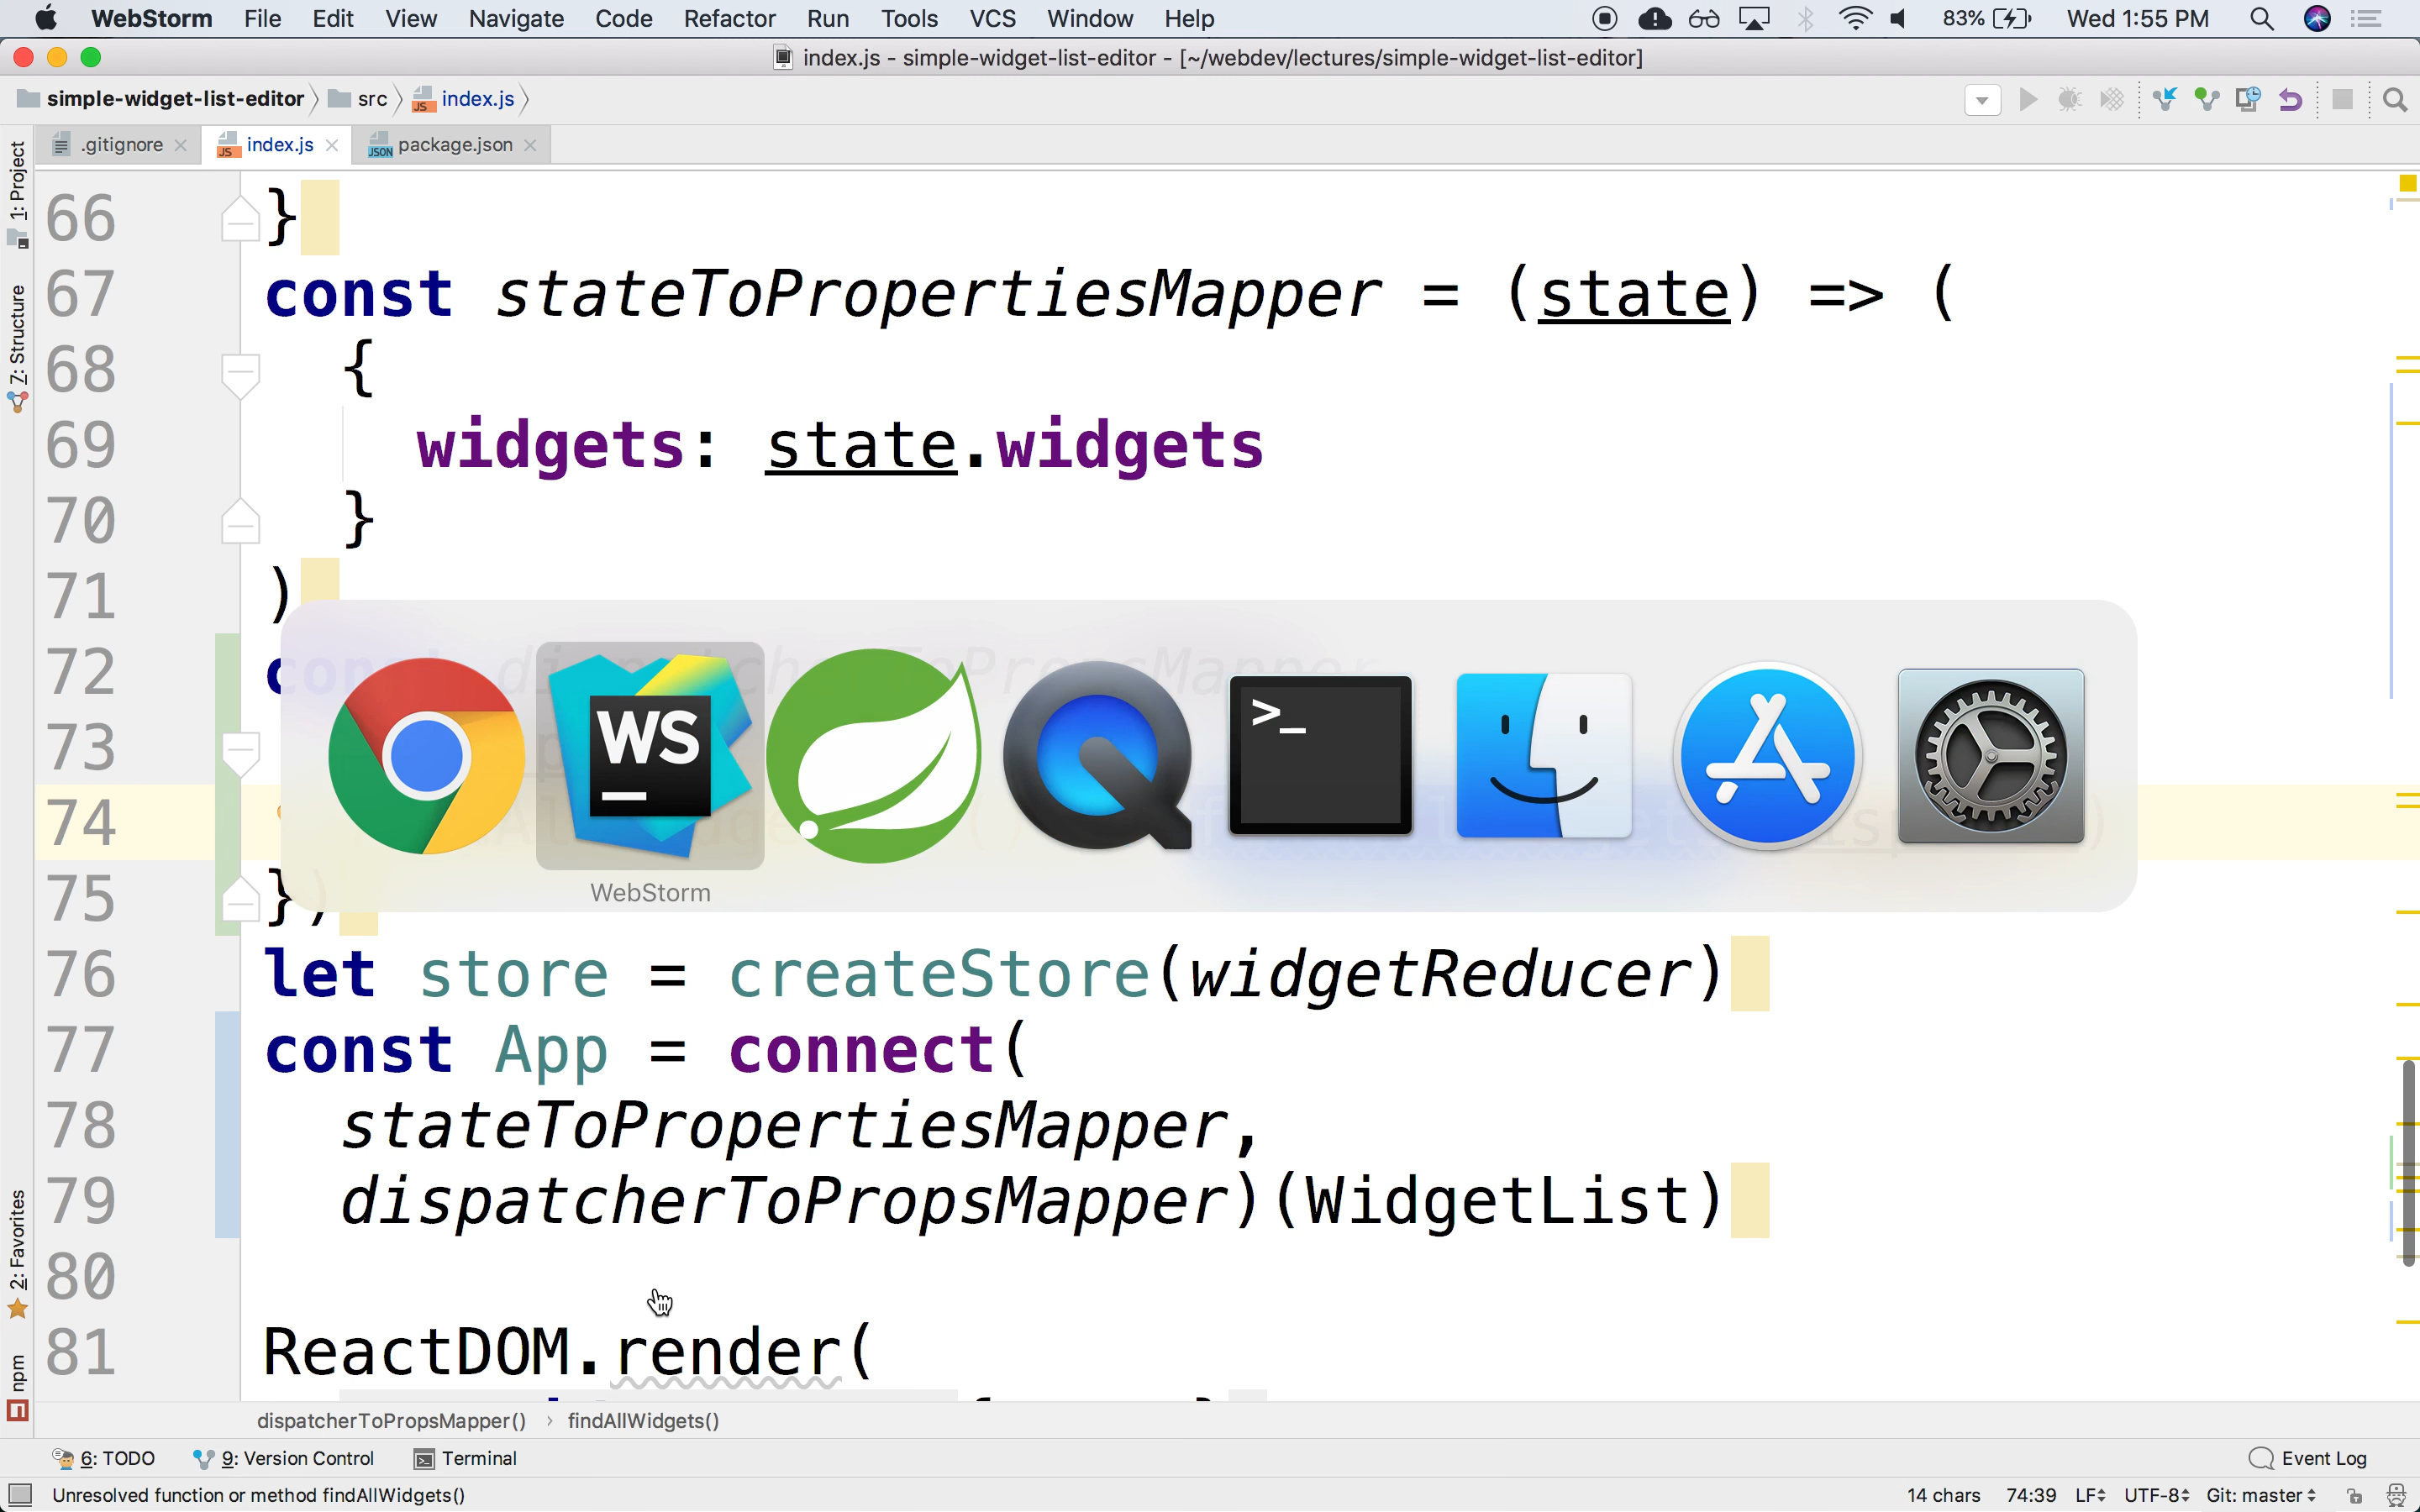 WebStorm File Edit View Navigate Code Refactor Run Tools VCS Window Help 83% Wed 1:55 PM
index.js - simple-widget-list-editor - [~/webdev/lectures/simple-widget-list-editor]
simple-widget-list-editor src index.js
.gitignore index.js package.json
1: Project
7: Structure
2: Favorites
npm
66 }
67 const stateToPropertiesMapper = (state) => (
68 {
69 widgets: state.widgets
70 }
71 )
72 const dispatcherToPropsMapper
73
74
75 })
76 let store = createStore(widgetReducer)
77 const App = connect(
78 stateToPropertiesMapper,
79 dispatcherToPropsMapper)(WidgetList)
80
81 ReactDOM.render(
WS
>_
WebStorm
dispatcherToPropsMapper() › findAllWidgets()
6: TODO 9: Version Control Terminal Event Log
Unresolved function or method findAllWidgets() 14 chars 74:39 LF UTF-8 Git: master